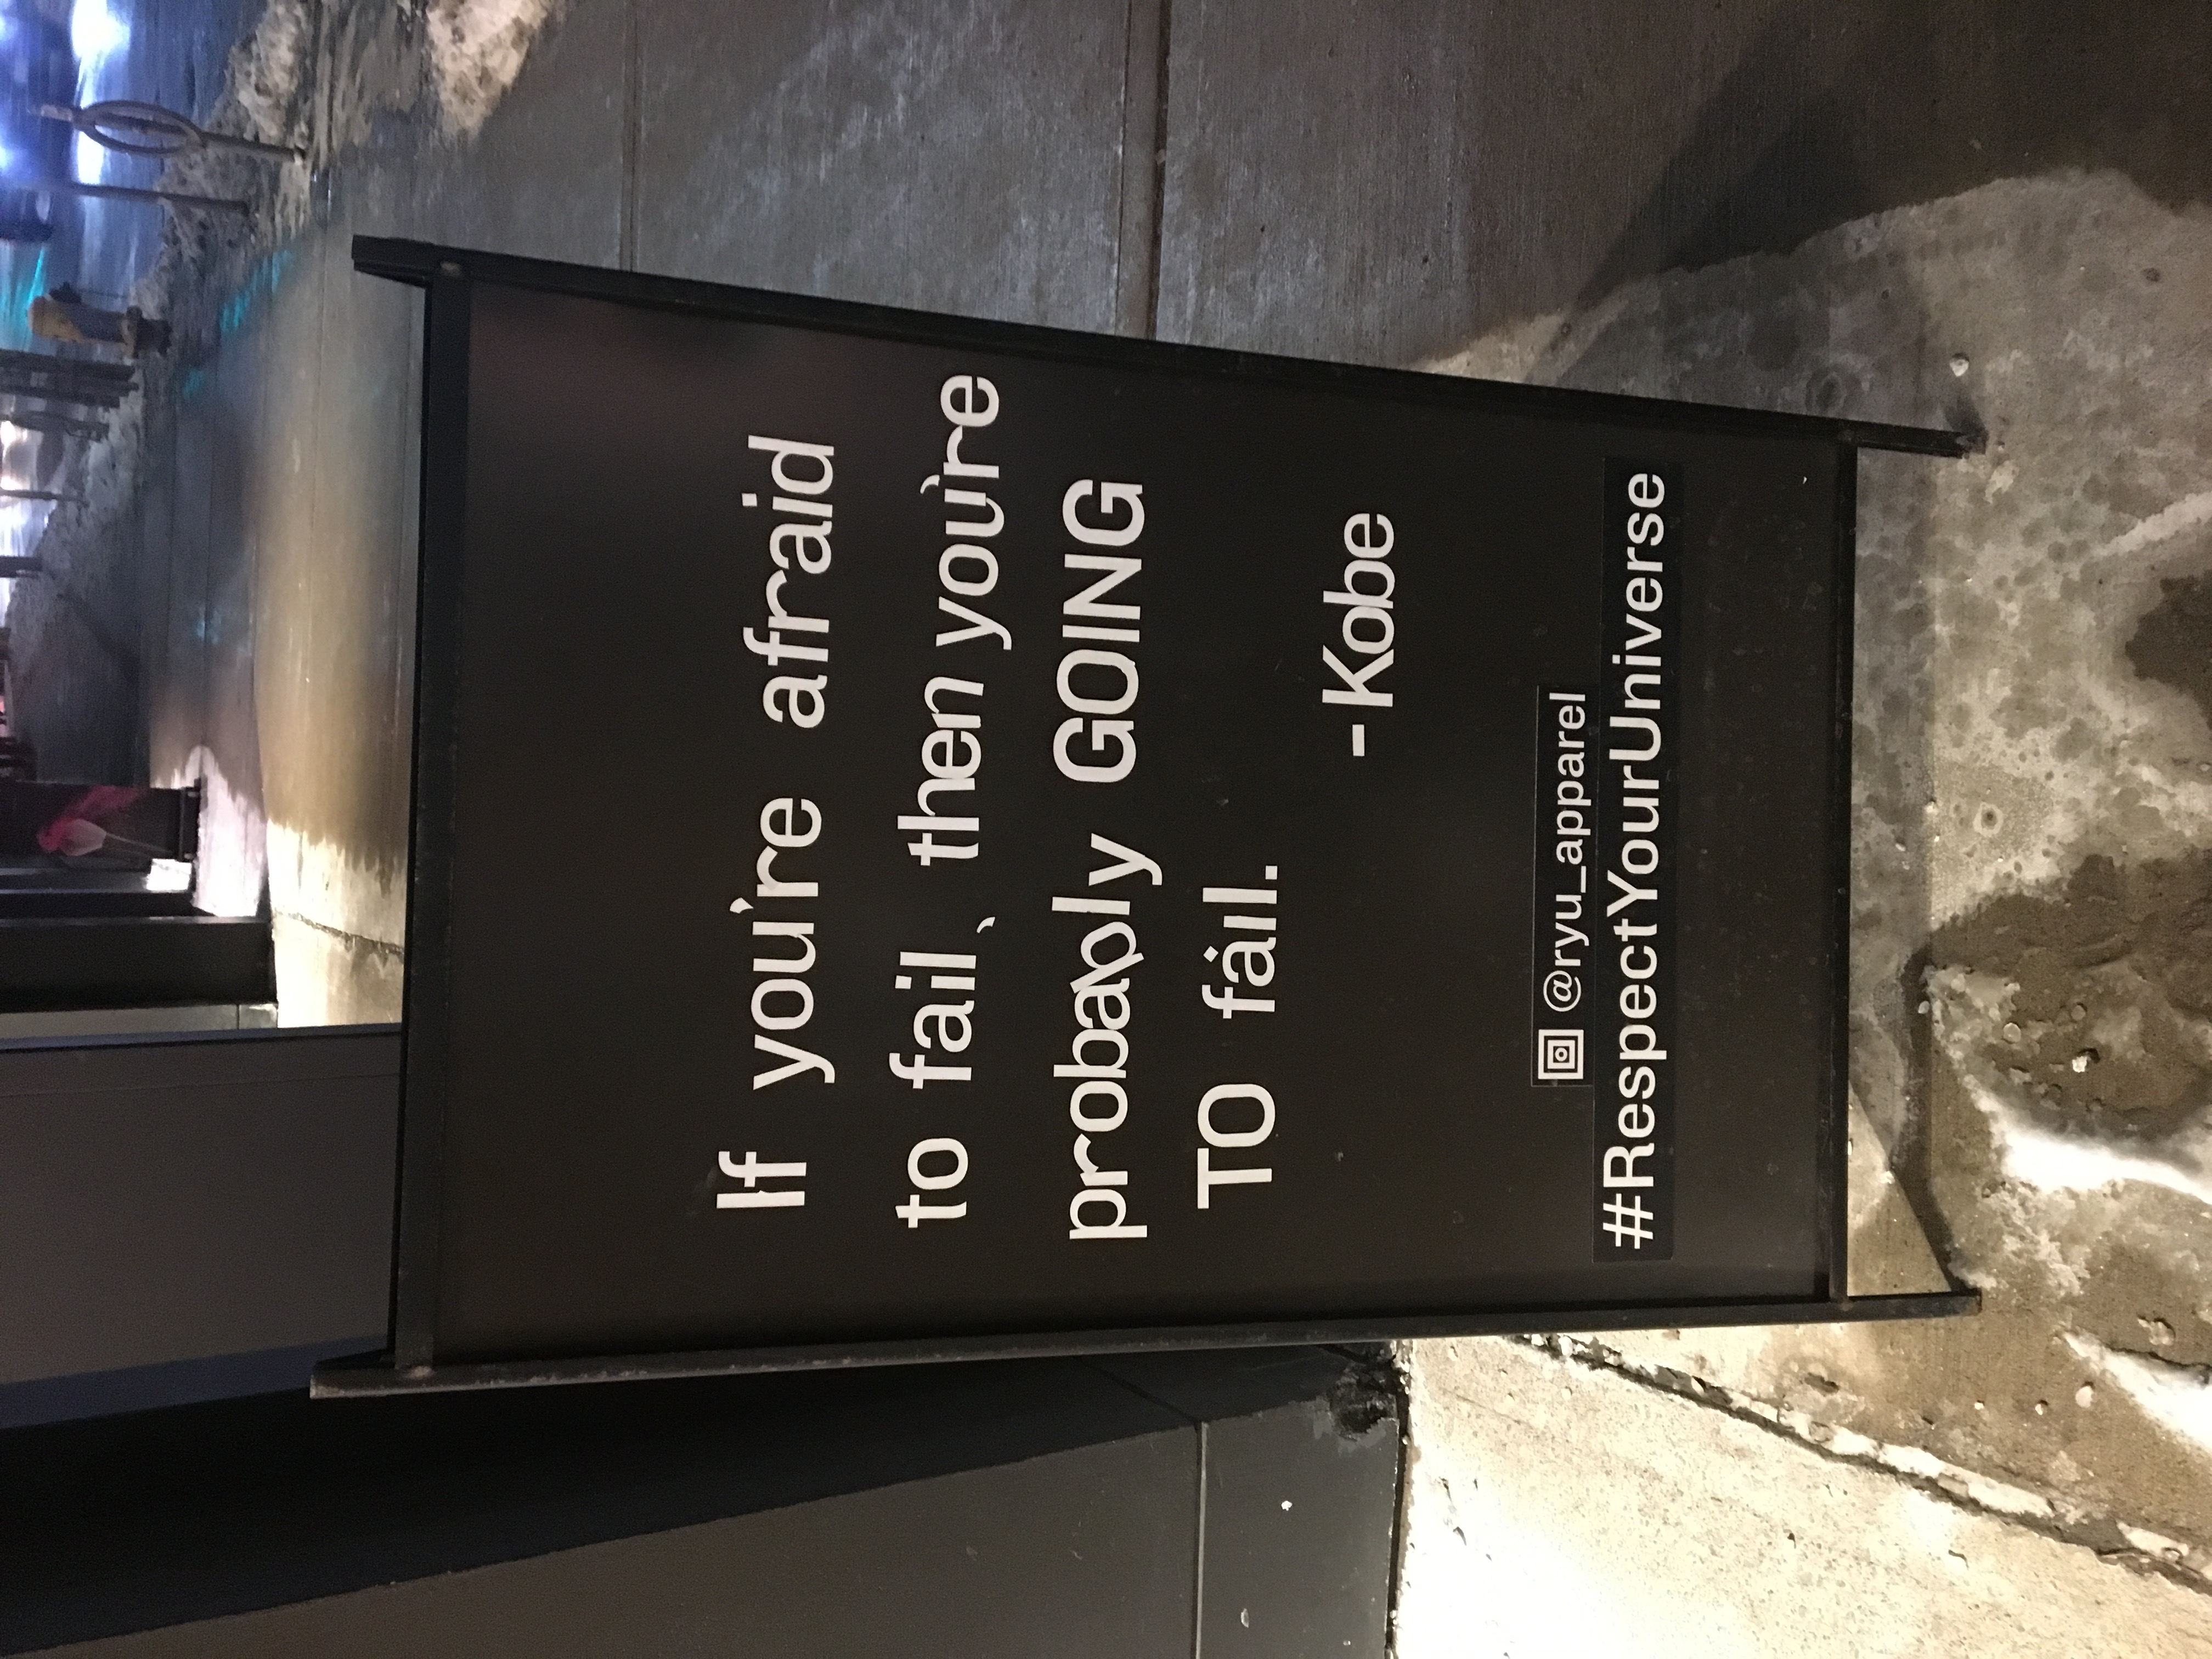 If you're afraid
to fail, then you're
probably GOING
TO fail.
-Kobe
@ryu_apparel
#RespectYourUniverse